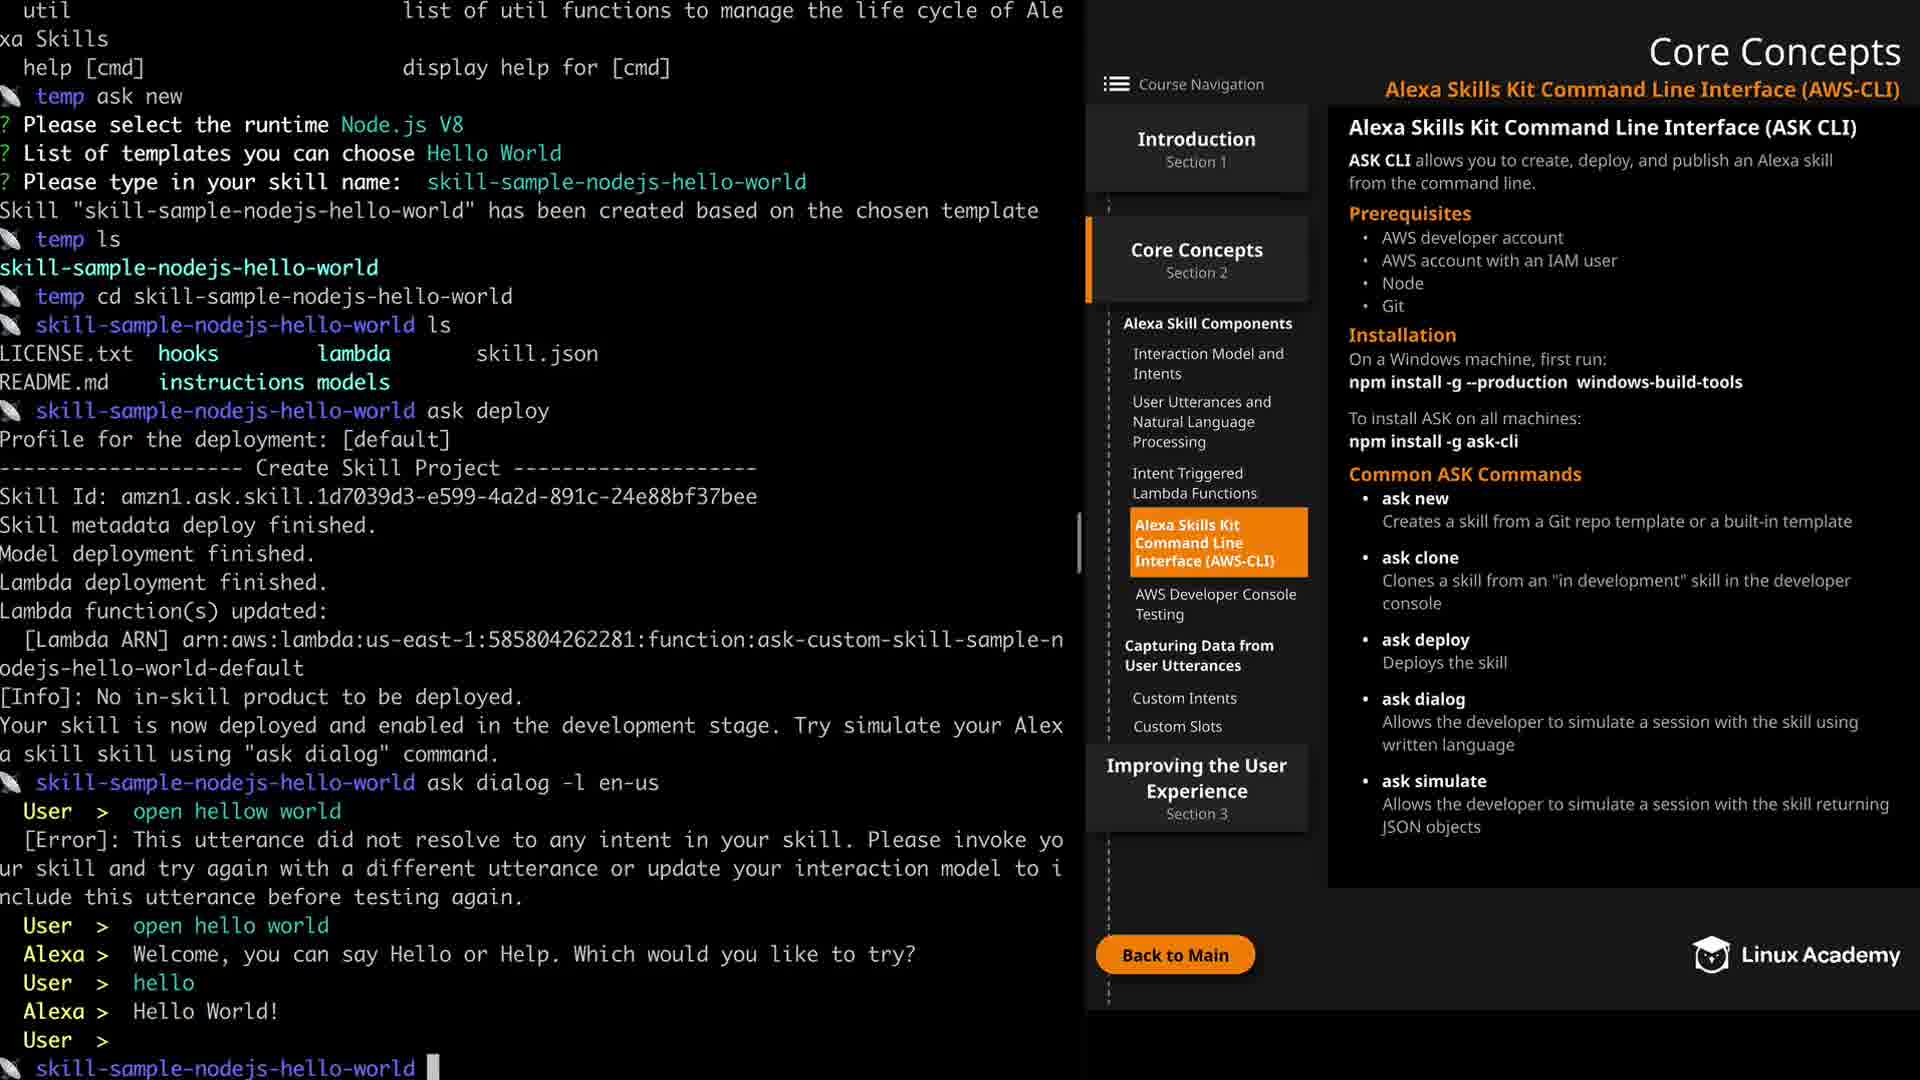 util                           list of util functions to manage the life cycle of Ale
xa Skills
help [cmd]                     display help for [cmd]
temp ask new
? Please select the runtime Node.js V8
? List of templates you can choose Hello World
? Please type in your skill name:  skill-sample-nodejs-hello-world
Skill "skill-sample-nodejs-hello-world" has been created based on the chosen template
temp ls
skill-sample-nodejs-hello-world
temp cd skill-sample-nodejs-hello-world
skill-sample-nodejs-hello-world ls
LICENSE.txt  hooks        lambda       skill.json
README.md    instructions models
skill-sample-nodejs-hello-world ask deploy
Profile for the deployment: [default]
-------------------- Create Skill Project --------------------
Skill Id: amzn1.ask.skill.1d7039d3-e599-4a2d-891c-24e88bf37bee
Skill metadata deploy finished.
Model deployment finished.
Lambda deployment finished.
Lambda function(s) updated:
[Lambda ARN] arn:aws:lambda:us-east-1:585804262281:function:ask-custom-skill-sample-n
odejs-hello-world-default
[Info]: No in-skill product to be deployed.
Your skill is now deployed and enabled in the development stage. Try simulate your Alex
a skill skill using "ask dialog" command.
skill-sample-nodejs-hello-world ask dialog -l en-us
User  >  open hellow world
[Error]: This utterance did not resolve to any intent in your skill. Please invoke yo
ur skill and try again with a different utterance or update your interaction model to i
nclude this utterance before testing again.
User  >  open hello world
Alexa >  Welcome, you can say Hello or Help. Which would you like to try?
User  >  hello
Alexa >  Hello World!
User  >
skill-sample-nodejs-hello-world
Core Concepts
Alexa Skills Kit Command Line Interface (AWS-CLI)
Course Navigation
Introduction
Section 1
Core Concepts
Section 2
Alexa Skill Components
Interaction Model and
Intents
User Utterances and
Natural Language
Processing
Intent Triggered
Lambda Functions
Alexa Skills Kit
Command Line
Interface (AWS-CLI)
AWS Developer Console
Testing
Capturing Data from
User Utterances
Custom Intents
Custom Slots
Improving the User
Experience
Section 3
Back to Main
Alexa Skills Kit Command Line Interface (ASK CLI)
ASK CLI allows you to create, deploy, and publish an Alexa skill
from the command line.
Prerequisites
• AWS developer account
• AWS account with an IAM user
• Node
• Git
Installation
On a Windows machine, first run:
npm install -g --production  windows-build-tools
To install ASK on all machines:
npm install -g ask-cli
Common ASK Commands
• ask new
Creates a skill from a Git repo template or a built-in template
• ask clone
Clones a skill from an "in development" skill in the developer
console
• ask deploy
Deploys the skill
• ask dialog
Allows the developer to simulate a session with the skill using
written language
• ask simulate
Allows the developer to simulate a session with the skill returning
JSON objects
Linux Academy